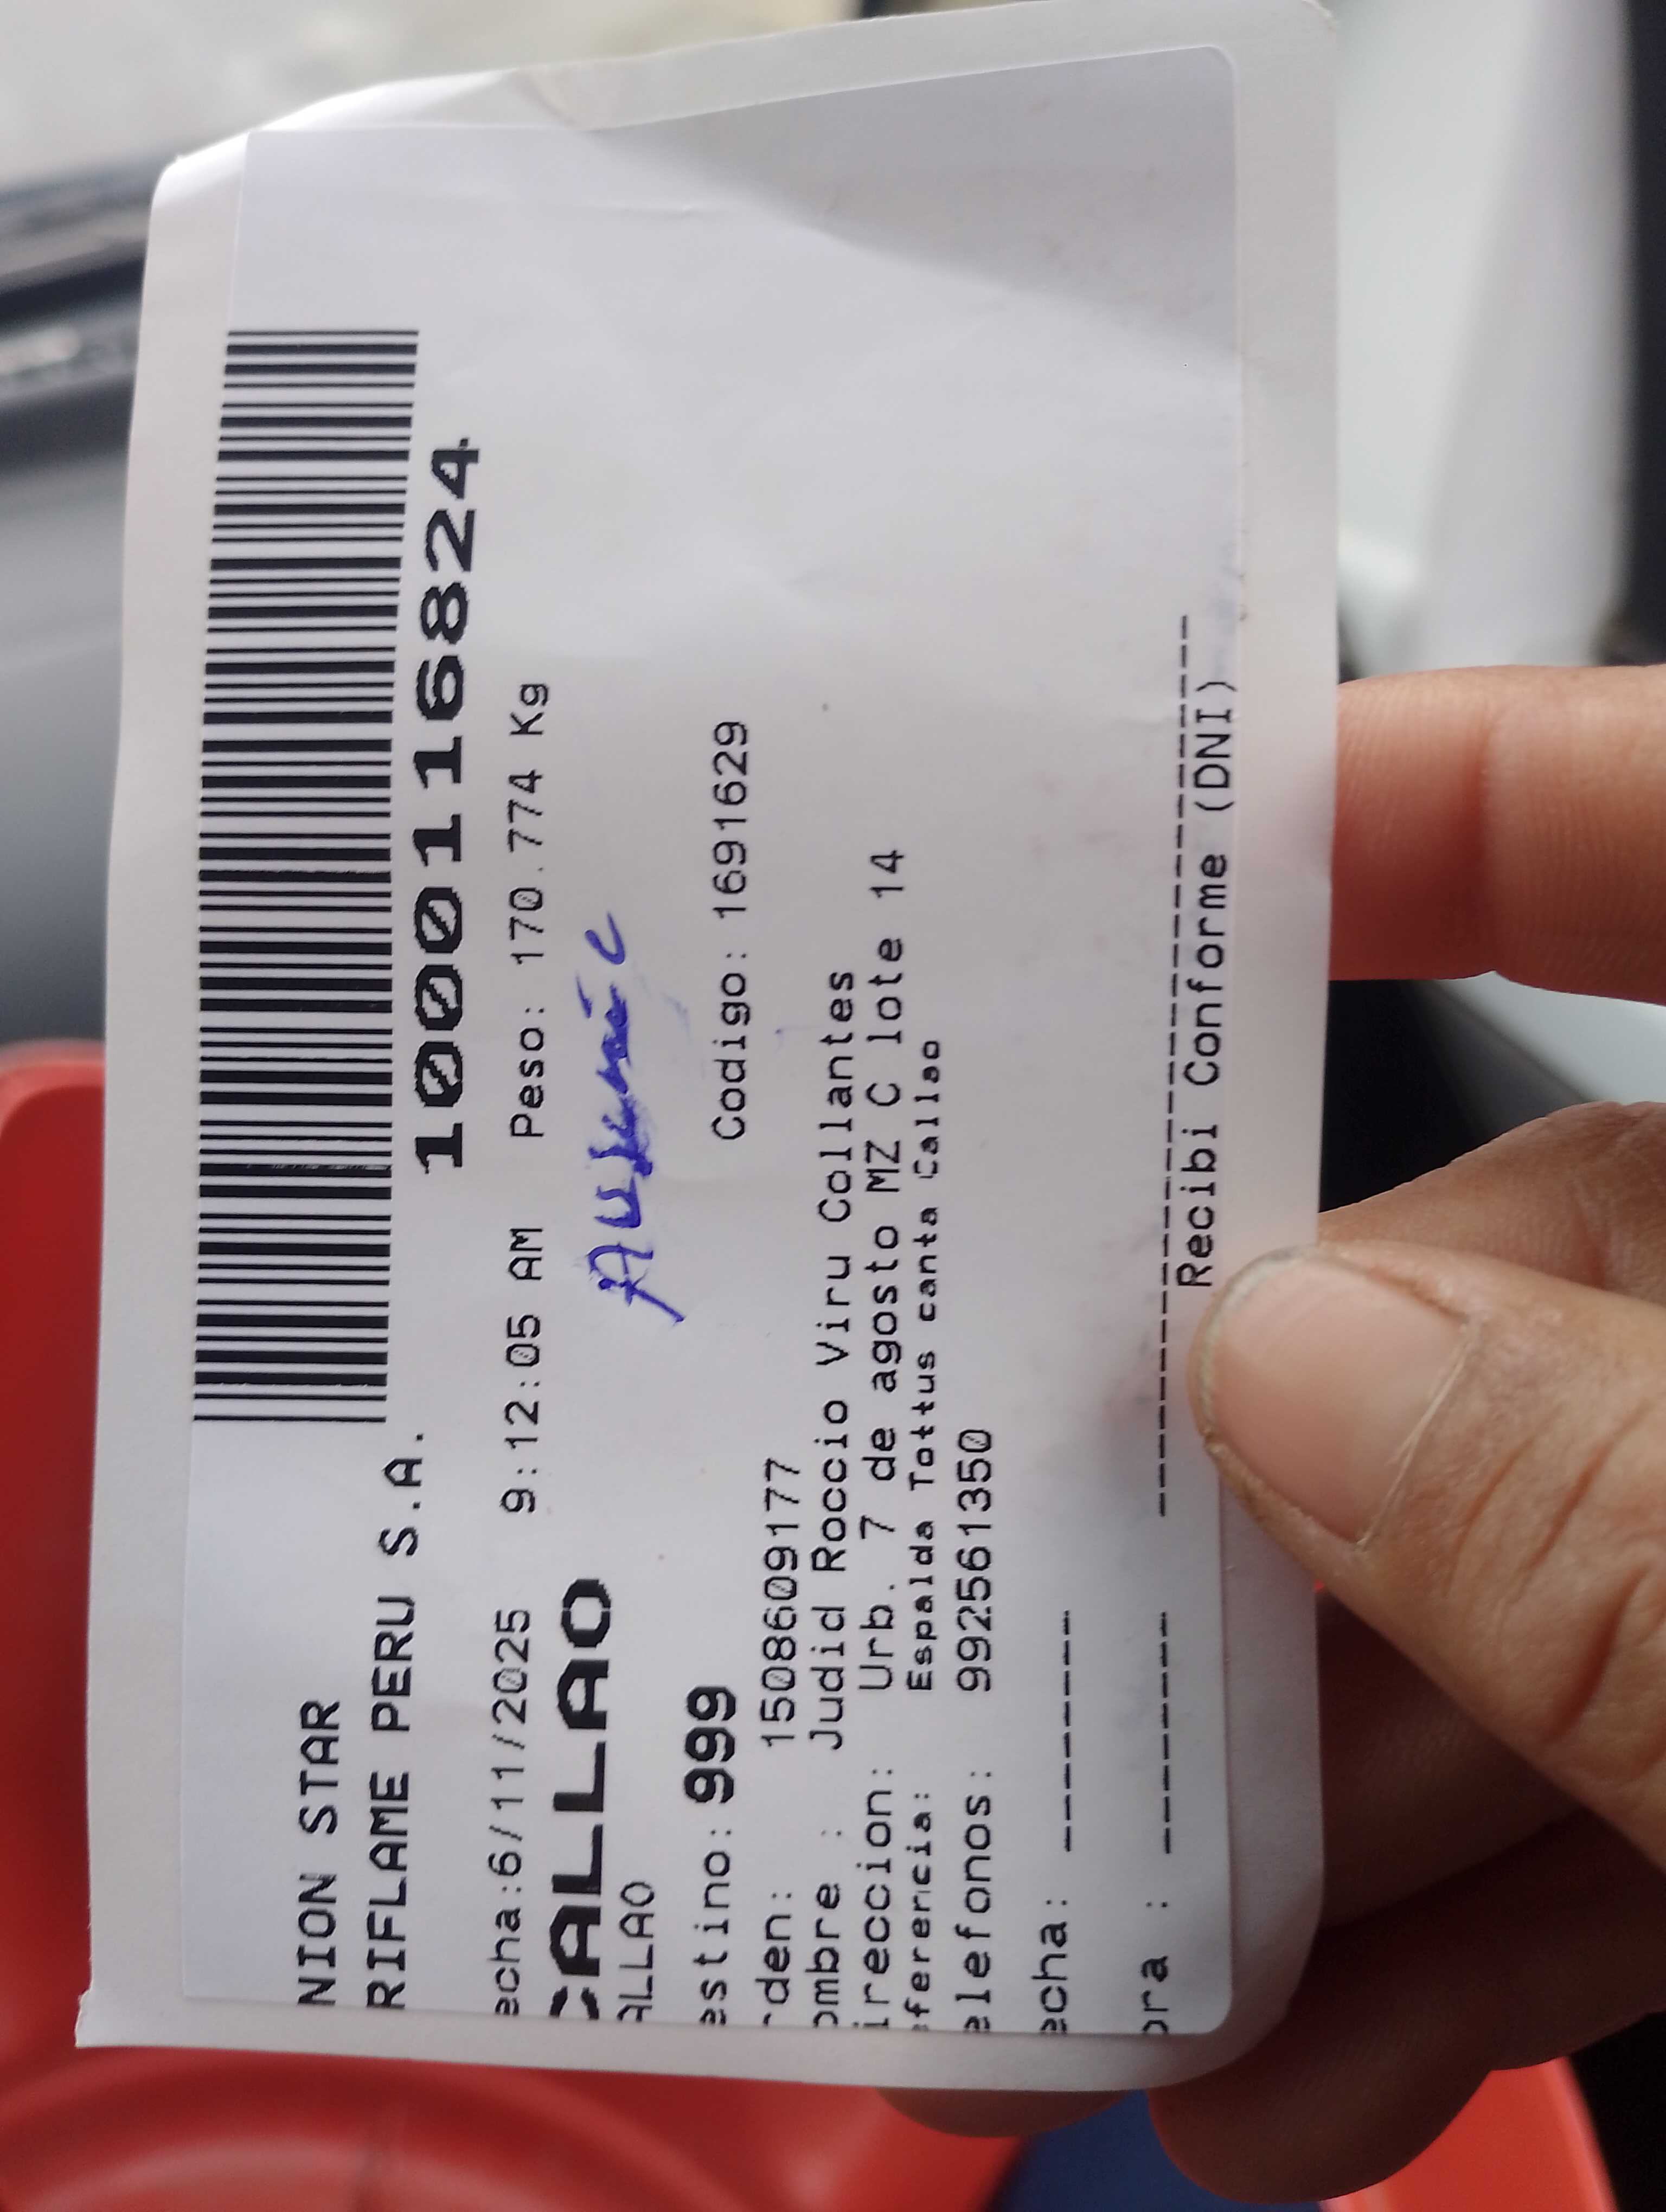 NION STAR
RIFLAME PERU S.A.
1000116824
echa:6/11/2025 9:12:05 AM Peso: 170.774 Kg
CALLAO
ALLAO
estino: 999 Codigo: 1691629
rden: 1508609177
ombre : Judid Roccio Viru Collantes
ireccion: Urb. 7 de agosto MZ C lote 14
eferencia: Espalda Tottus canta Callao
elefonos: 992561350
echa: --------
ora : --------
Recibi Conforme (DNI)